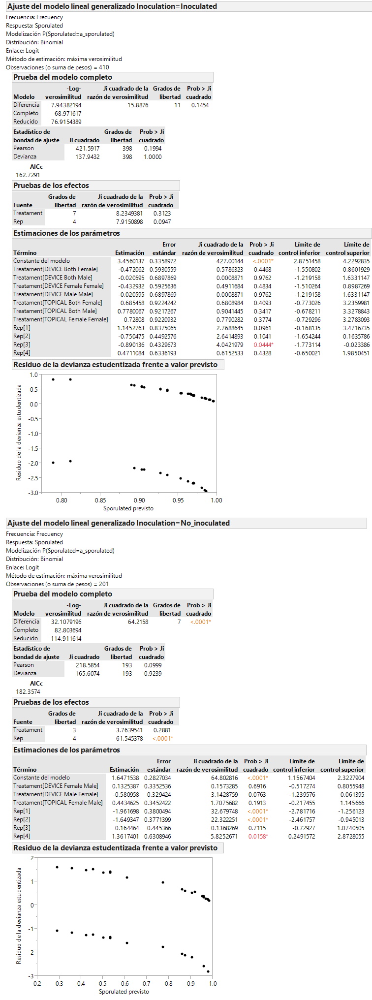 Ajuste del modelo lineal generalizado Inoculation=Inoculated
Frecuencia: Frecuency
Respuesta: Sporulated
Modelización P(Sporulated=a_sporulated)
Distribución: Binomial
Enlace: Logit
Método de estimación: máxima verosimilitud
Observaciones (o suma de pesos) = 410
Prueba del modelo completo
-Log- Ji cuadrado de la Grados de Prob > Ji
Modelo verosimilitud razón de verosimilitud libertad cuadrado
Diferencia 7.94382194 15.8876 11 0.1454
Completo 68.971617
Reducido 76.9154389
Estadístico de Grados de Prob > Ji
bondad de ajuste Ji cuadrado libertad cuadrado
Pearson 421.5917 398 0.1994
Devianza 137.9432 398 1.0000
AICc
162.7291
Pruebas de los efectos
Grados de Ji cuadrado de la Prob > Ji
Fuente libertad razón de verosimilitud cuadrado
Treatament 7 8.2349381 0.3123
Rep 4 7.9150898 0.0947
Estimaciones de los parámetros
Error Ji cuadrado de la Prob > Ji Límite de Límite de
Término Estimación estándar razón de verosimilitud cuadrado control inferior control superior
Constante del modelo 3.4560137 0.3358972 427.00144 <.0001* 2.8751458 4.2292835
Treatament[DEVICE Both Female] -0.472062 0.5930559 0.5786323 0.4468 -1.550802 0.8601929
Treatament[DEVICE Both Male] -0.020595 0.6897869 0.0008871 0.9762 -1.219158 1.6331147
Treatament[DEVICE Female Female] -0.432932 0.5925636 0.4911684 0.4834 -1.510264 0.8987269
Treatament[DEVICE Male Male] -0.020595 0.6897869 0.0008871 0.9762 -1.219158 1.6331147
Treatament[TOPICAL Both Female] 0.685458 0.9224242 0.6808984 0.4093 -0.773026 3.2359981
Treatament[TOPICAL Both Male] 0.7780067 0.9217267 0.9041445 0.3417 -0.678211 3.3278843
Treatament[TOPICAL Female Female] 0.72808 0.9220932 0.7790282 0.3774 -0.729296 3.2783093
Rep[1] 1.1452763 0.8375065 2.7688645 0.0961 -0.168135 3.4716735
Rep[2] -0.750475 0.4492576 2.6414893 0.1041 -1.654244 0.1635786
Rep[3] -0.890136 0.4329673 4.0421979 0.0444* -1.773114 -0.023386
Rep[4] 0.4711084 0.6336193 0.6152533 0.4328 -0.650021 1.9850451
Residuo de la devianza estudentizada frente a valor previsto
Residuo de la devianza estudentizada
1.0
0.5
0.0
-0.5
-1.0
-1.5
-2.0
-2.5
-3.0
0.80 0.85 0.90 0.95 1.00
Sporulated previsto
Ajuste del modelo lineal generalizado Inoculation=No_inoculated
Frecuencia: Frecuency
Respuesta: Sporulated
Modelización P(Sporulated=a_sporulated)
Distribución: Binomial
Enlace: Logit
Método de estimación: máxima verosimilitud
Observaciones (o suma de pesos) = 201
Prueba del modelo completo
-Log- Ji cuadrado de la Grados de Prob > Ji
Modelo verosimilitud razón de verosimilitud libertad cuadrado
Diferencia 32.1079196 64.2158 7 <.0001*
Completo 82.803694
Reducido 114.911614
Estadístico de Grados de Prob > Ji
bondad de ajuste Ji cuadrado libertad cuadrado
Pearson 218.5854 193 0.0999
Devianza 165.6074 193 0.9239
AICc
182.3574
Pruebas de los efectos
Grados de Ji cuadrado de la Prob > Ji
Fuente libertad razón de verosimilitud cuadrado
Treatament 3 3.7639541 0.2881
Rep 4 61.545378 <.0001*
Estimaciones de los parámetros
Error Ji cuadrado de la Prob > Ji Límite de Límite de
Término Estimación estándar razón de verosimilitud cuadrado control inferior control superior
Constante del modelo 1.6471538 0.2827034 64.802816 <.0001* 1.1567404 2.3227904
Treatament[DEVICE Female Male] 0.1325387 0.3352536 0.1573285 0.6916 -0.517274 0.8055948
Treatament[DEVICE Male Female] -0.580958 0.329424 3.1428759 0.0763 -1.239576 0.061395
Treatament[TOPICAL Female Male] 0.4434625 0.3452422 1.7075682 0.1913 -0.217455 1.145666
Rep[1] -1.961698 0.3800494 32.679748 <.0001* -2.781716 -1.256123
Rep[2] -1.649347 0.3771399 22.322251 <.0001* -2.461757 -0.945013
Rep[3] 0.164464 0.445366 0.1368269 0.7115 -0.72927 1.0740505
Rep[4] 1.3617401 0.6308946 5.8252671 0.0158* 0.2491572 2.8728055
Residuo de la devianza estudentizada frente a valor previsto
Residuo de la devianza estudentizada
2
1
0
-1
-2
-3
0.2 0.3 0.4 0.5 0.6 0.7 0.8 0.9 1.0
Sporulated previsto